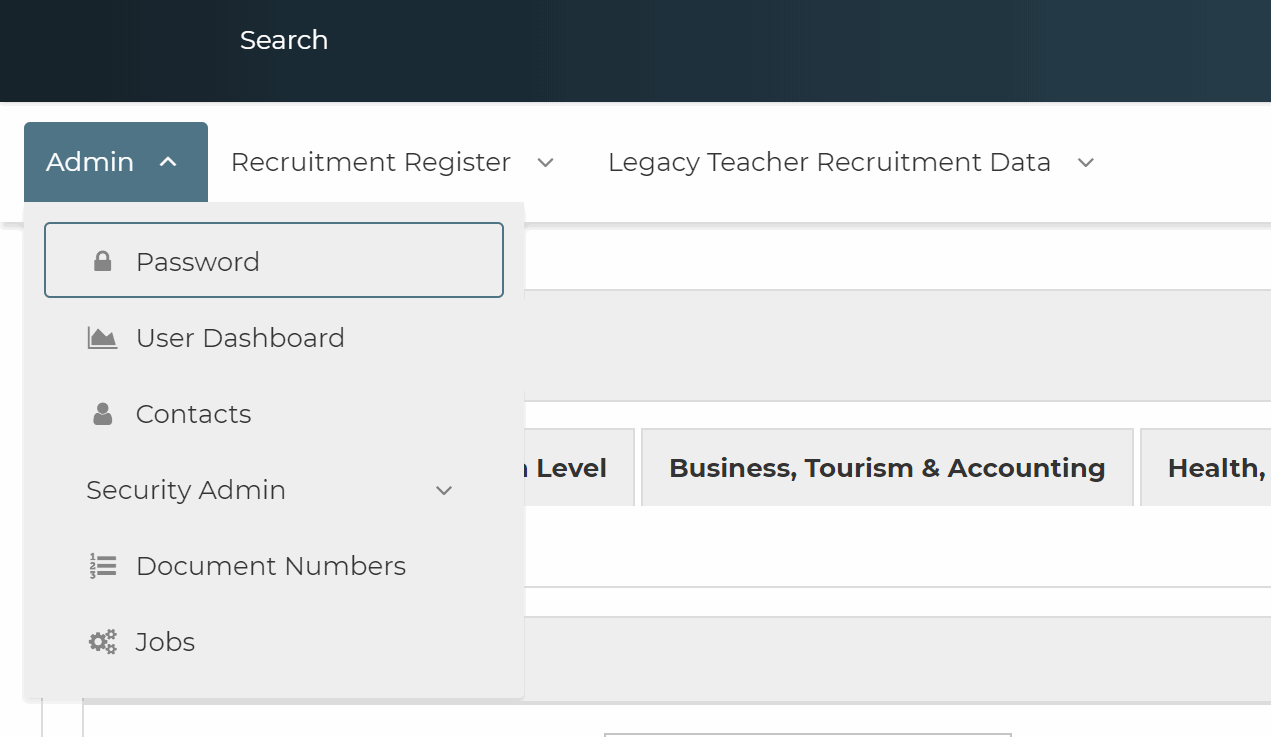 Search
Admin
Recruitment Register
Legacy Teacher Recruitment Data
Password
User Dashboard
Contacts
Level
Business, Tourism & Accounting
Health,
Security Admin
Document Numbers
Jobs